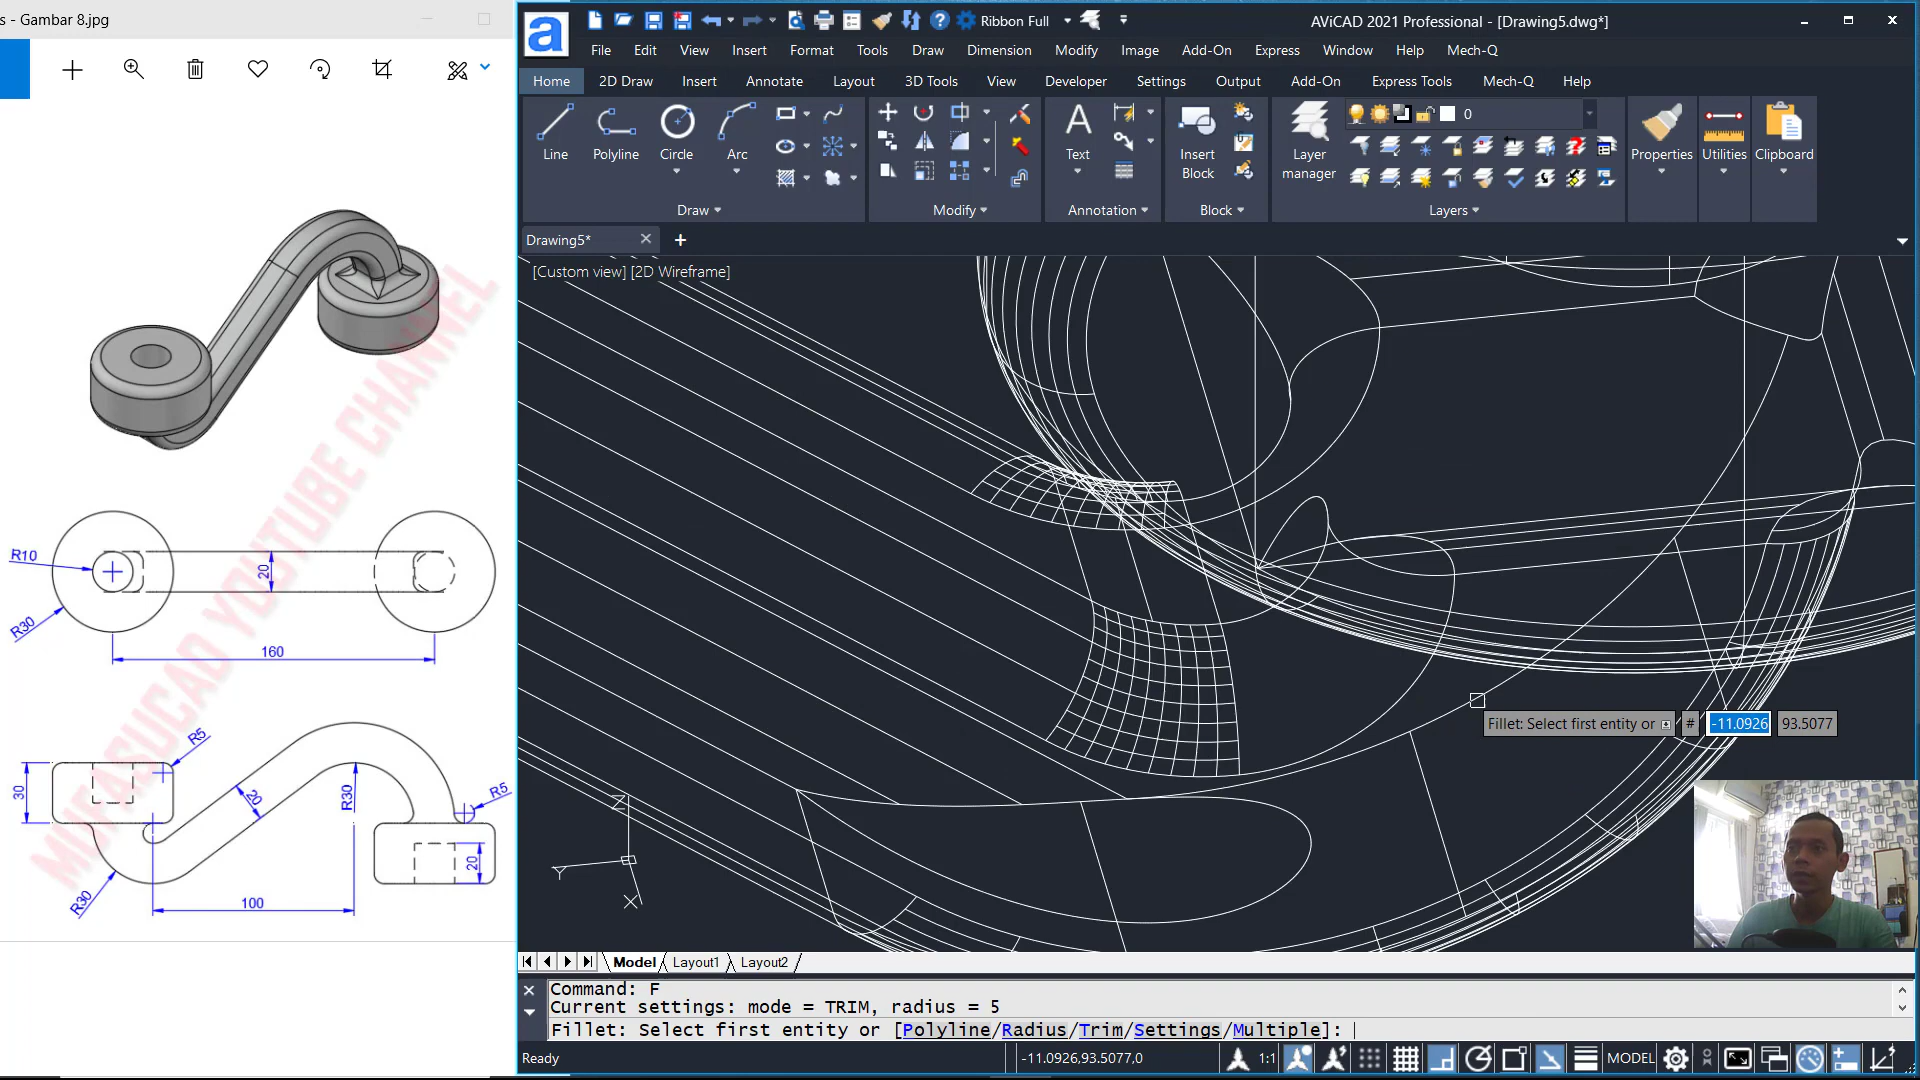 s - Gambar 8.jpg
Ribbon Full
AViCAD 2021 Professional - [Drawing5.dwg*]
File Edit View Insert Format Tools Draw Dimension Modify Image Add-On Express Window Help Mech-Q
Home 2D Draw Insert Annotate Layout 3D Tools View Developer Settings Output Add-On Express Tools Mech-Q Help
Line Polyline Circle Arc
Text
Insert Block
Layer manager
0
Properties Utilities Clipboard
Draw Modify Annotation Block Layers
Drawing5*
[Custom view] [2D Wireframe]
MUFASUCAD YOUTUBE CHANNEL
R10
20
R30
160
R5
30
20
R30
R5
20
R30
100
Fillet: Select first entity or # -11.0926 93.5077
Z
Y
X
Model Layout1 Layout2
Command: F
Current settings: mode = TRIM, radius = 5
Fillet: Select first entity or [Polyline/Radius/Trim/Settings/Multiple]:
Ready -11.0926,93.5077,0 1:1 MODEL